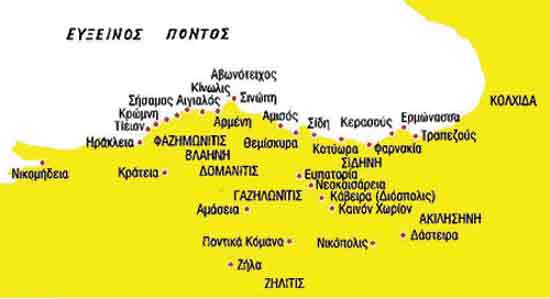 ΕΥΞΕΙΝΟΣ ΠΟΝΤΟΣ
Αβωνότειχος
Κίνωλις
Σήσαμος Αιγιαλός Σινώπη
Κρώμνη
Τίειον
Αρμένη
Αμισός
Σίδη
Κερασούς
Ερμώνασσα
ΚΟΛΧΙΔΑ
Ηράκλεια
ΦΑΖΗΜΩΝΙΤΙΣ
Θεμίσκυρα
Κοτύωρα
Φαρνακία
Τραπεζούς
ΒΛΑΗΝΗ
ΣΙΔΗΝΗ
Νικομήδεια
Κράτεια
ΔΟΜΑΝΙΤΙΣ
Ευπατορία
Νεοκαισάρεια
ΓΑΖΗΛΩΝΙΤΙΣ
Κάβειρα (Διόσπολις)
Αμάσεια
Καινόν Χωρίον
ΑΚΙΛΗΣΗΝΗ
Δάστειρα
Ποντικά Κόμανα
Νικόπολις
Ζήλα
ΖΗΛΙΤΙΣ